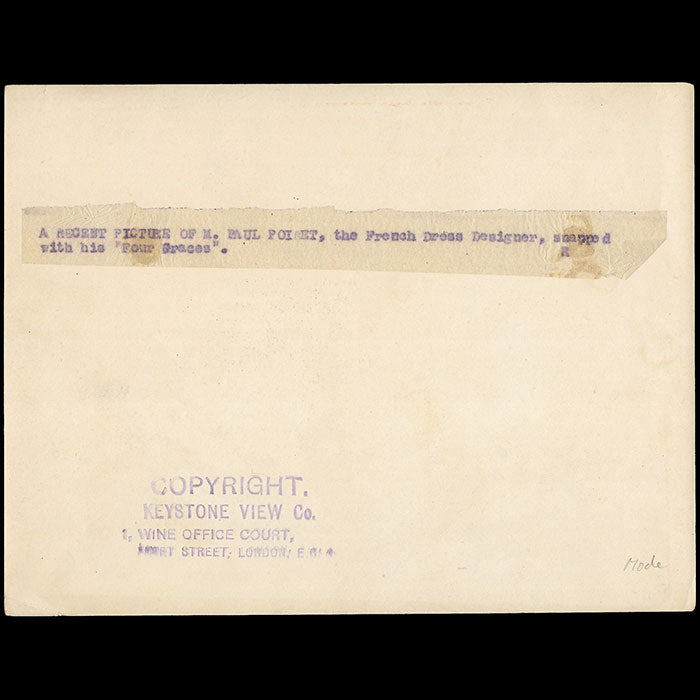 A RECENT PICTURE OF M. PAUL POIRET, the French Dress Designer, snapped
with his "Four Graces".
R
COPYRIGHT.
KEYSTONE VIEW Co.
1, WINE OFFICE COURT,
STREET, LONDON, E.C.4
Mode